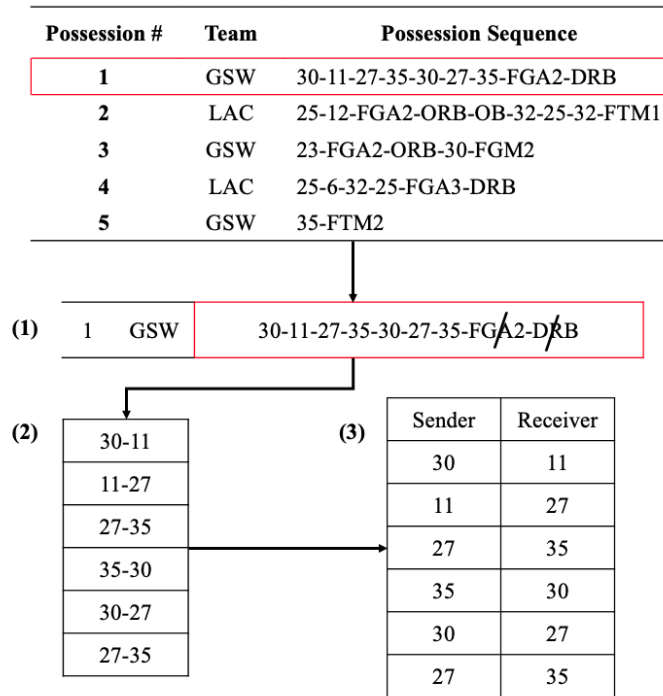 Possession # Team Possession Sequence
1 GSW 30-11-27-35-30-27-35-FGA2-DRB
2 LAC 25-12-FGA2-ORB-OB-32-25-32-FTM1
3 GSW 23-FGA2-ORB-30-FGM2
4 LAC 25-6-32-25-FGA3-DRB
5 GSW 35-FTM2
(1) 1 GSW 30-11-27-35-30-27-35-FGA2-DRB
(2)
30-11
11-27
27-35
35-30
30-27
27-35
(3)
Sender Receiver
30 11
11 27
27 35
35 30
30 27
27 35